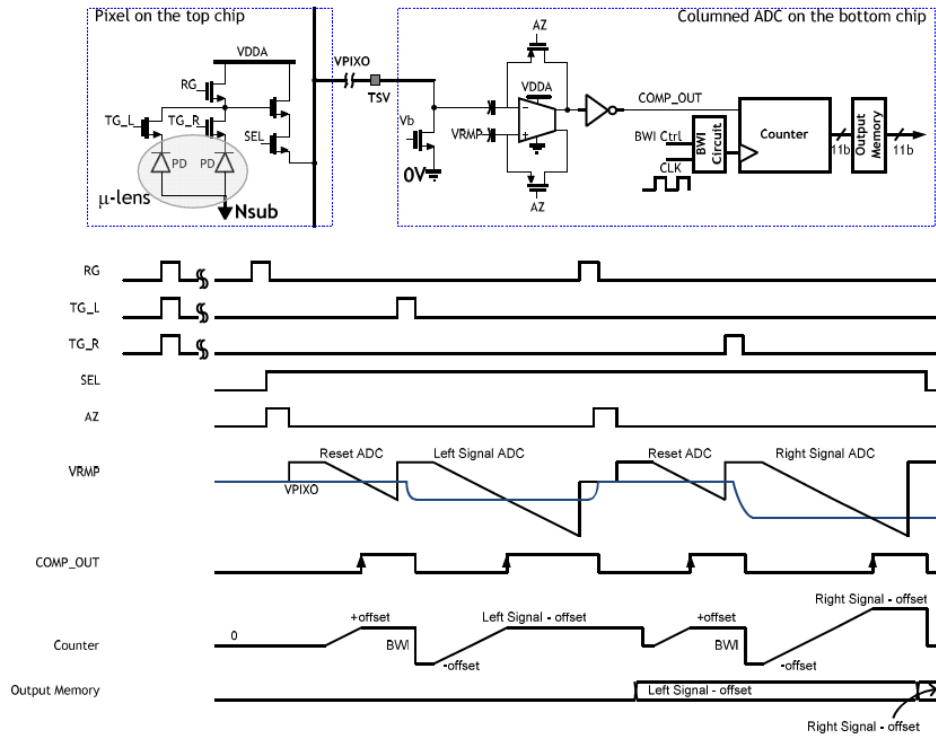 Pixel on the top chip
Columned ADC on the bottom chip
VDDA
VPIXO
AZ
RG
TSV
VDDA
COMP_OUT
TG_L
TG_R
SEL
Vb
VRMP
−
+
BWI Ctrl
BWI Circuit
Counter
Output Memory
11b
11b
PD
PD
CLK
0V
AZ
μ-lens
Nsub
RG
TG_L
TG_R
SEL
AZ
VRMP
Reset ADC
Left Signal ADC
Reset ADC
Right Signal ADC
VPIXO
COMP_OUT
Counter
0
+offset
BWI
-offset
Left Signal - offset
+offset
BWI
-offset
Right Signal - offset
Output Memory
Left Signal - offset
Right Signal - offset